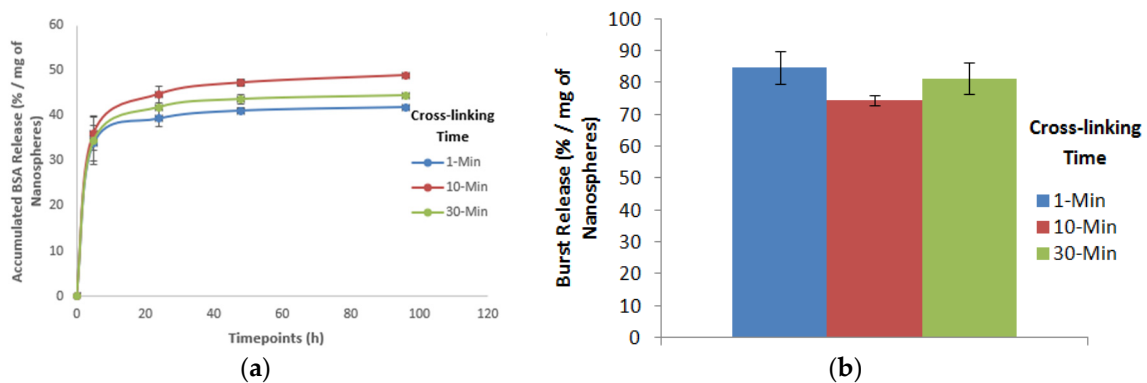 Accumulated BSA Release (% / mg of
Nanospheres)
60
50
40
30
20
10
0
0
20
40
60
80
100
120
Timepoints (h)
Cross-linking
Time
1-Min
10-Min
30-Min
(a)
Burst Release (% / mg of
Nanospheres)
100
90
80
70
60
50
40
30
20
10
0
Cross-linking
Time
1-Min
10-Min
30-Min
(b)